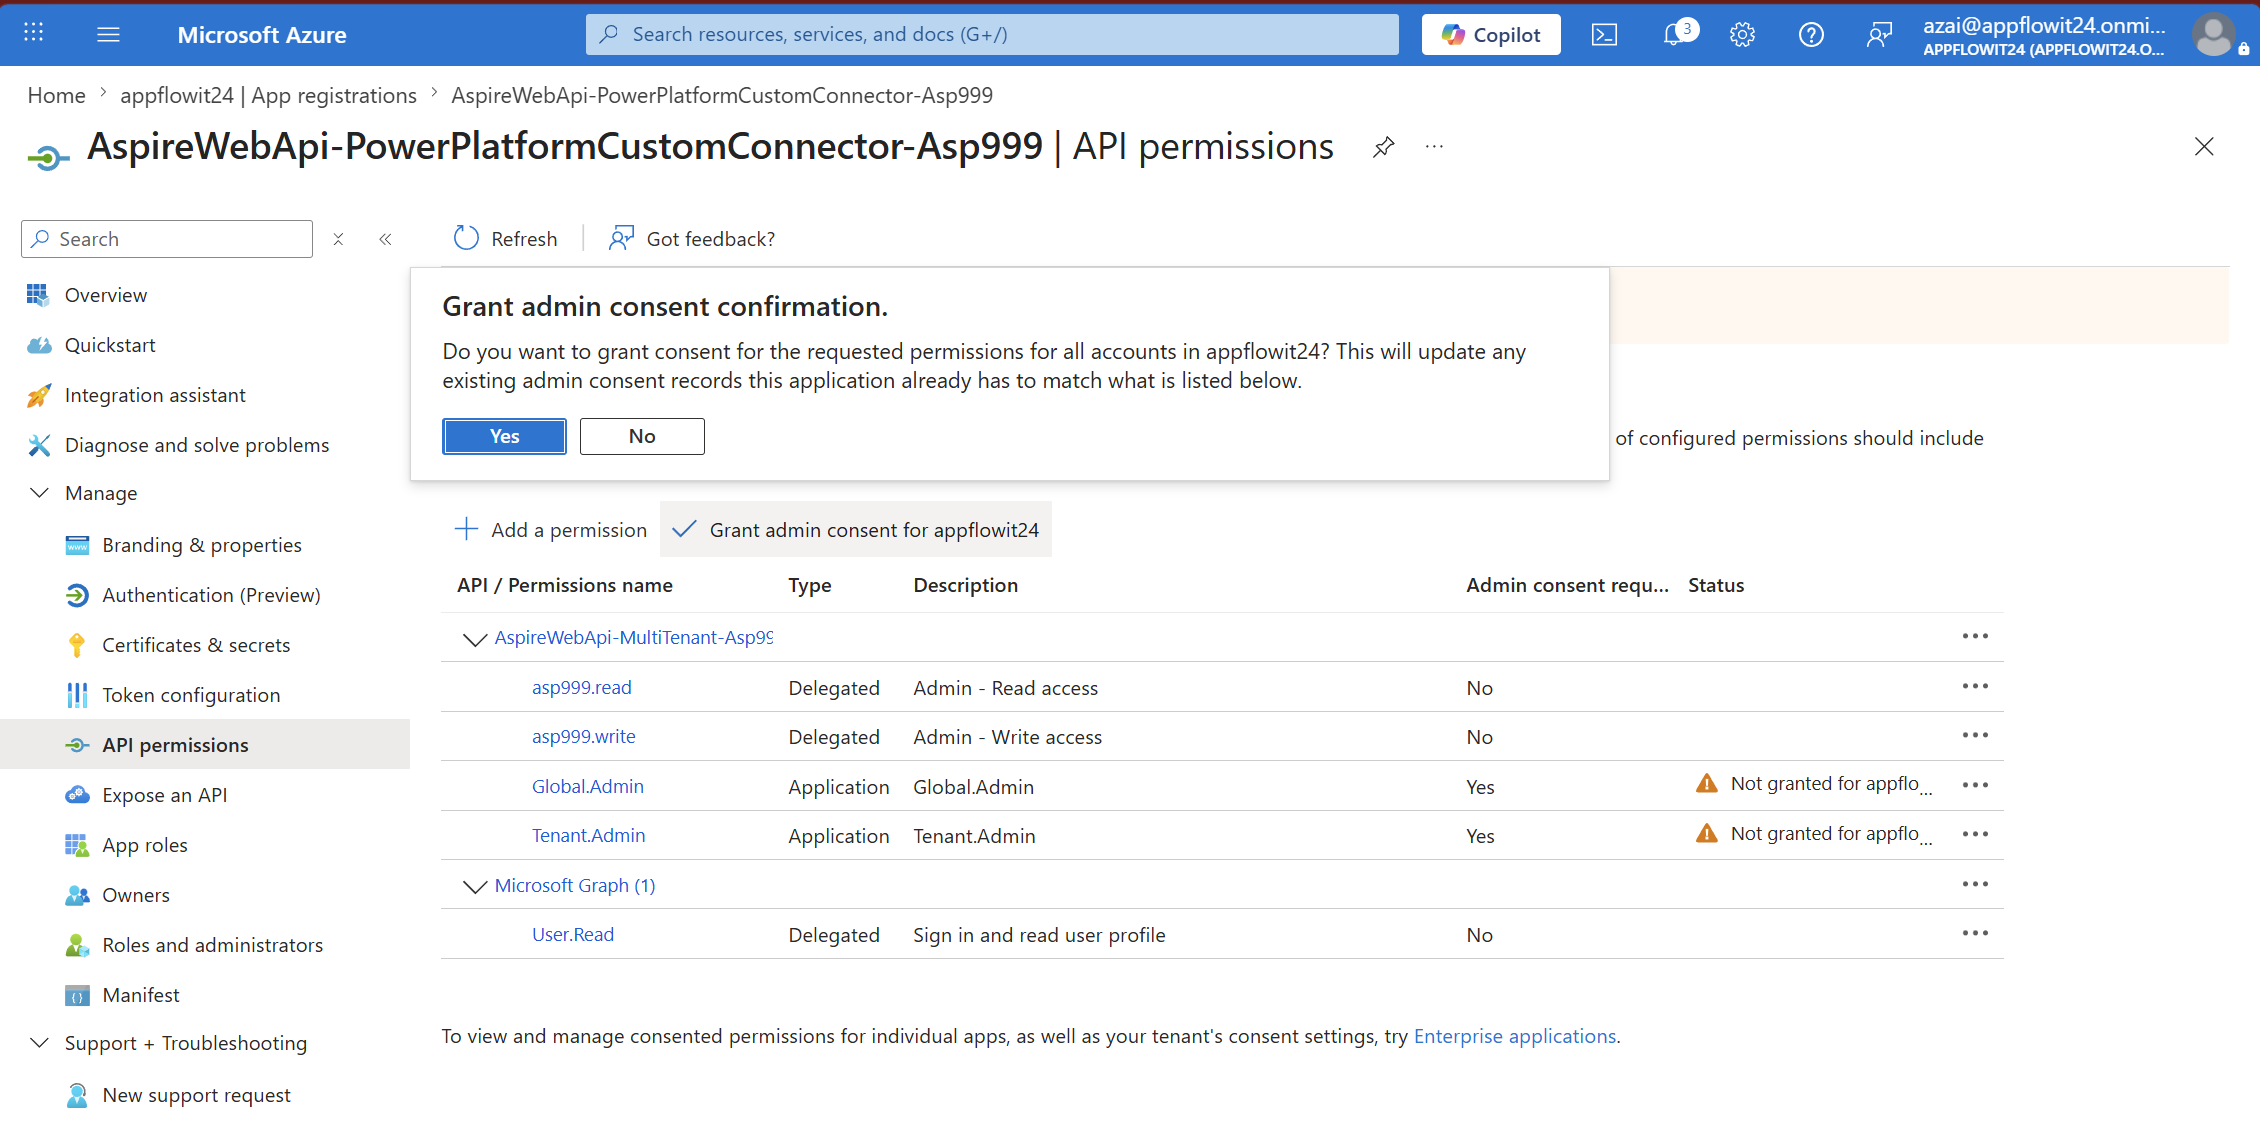 Microsoft Azure
Search resources, services, and docs (G+/)
Copilot
3
azai@appflowit24.onmi...
APPFLOWIT24 (APPFLOWIT24.O...
Home > appflowit24 | App registrations > AspireWebApi-PowerPlatformCustomConnector-Asp999
AspireWebApi-PowerPlatformCustomConnector-Asp999 | API permissions
Search
Refresh
Got feedback?
Overview
Quickstart
Integration assistant
Diagnose and solve problems
Manage
Branding & properties
Authentication (Preview)
Certificates & secrets
Token configuration
API permissions
Expose an API
App roles
Owners
Roles and administrators
Manifest
Support + Troubleshooting
New support request
Grant admin consent confirmation.
Do you want to grant consent for the requested permissions for all accounts in appflowit24? This will update any
existing admin consent records this application already has to match what is listed below.
Yes
No
of configured permissions should include
Add a permission
Grant admin consent for appflowit24
API / Permissions name Type Description Admin consent requ... Status
AspireWebApi-MultiTenant-Asp99
asp999.read Delegated Admin - Read access No
asp999.write Delegated Admin - Write access No
Global.Admin Application Global.Admin Yes Not granted for appflo...
Tenant.Admin Application Tenant.Admin Yes Not granted for appflo...
Microsoft Graph (1)
User.Read Delegated Sign in and read user profile No
To view and manage consented permissions for individual apps, as well as your tenant's consent settings, try Enterprise applications.